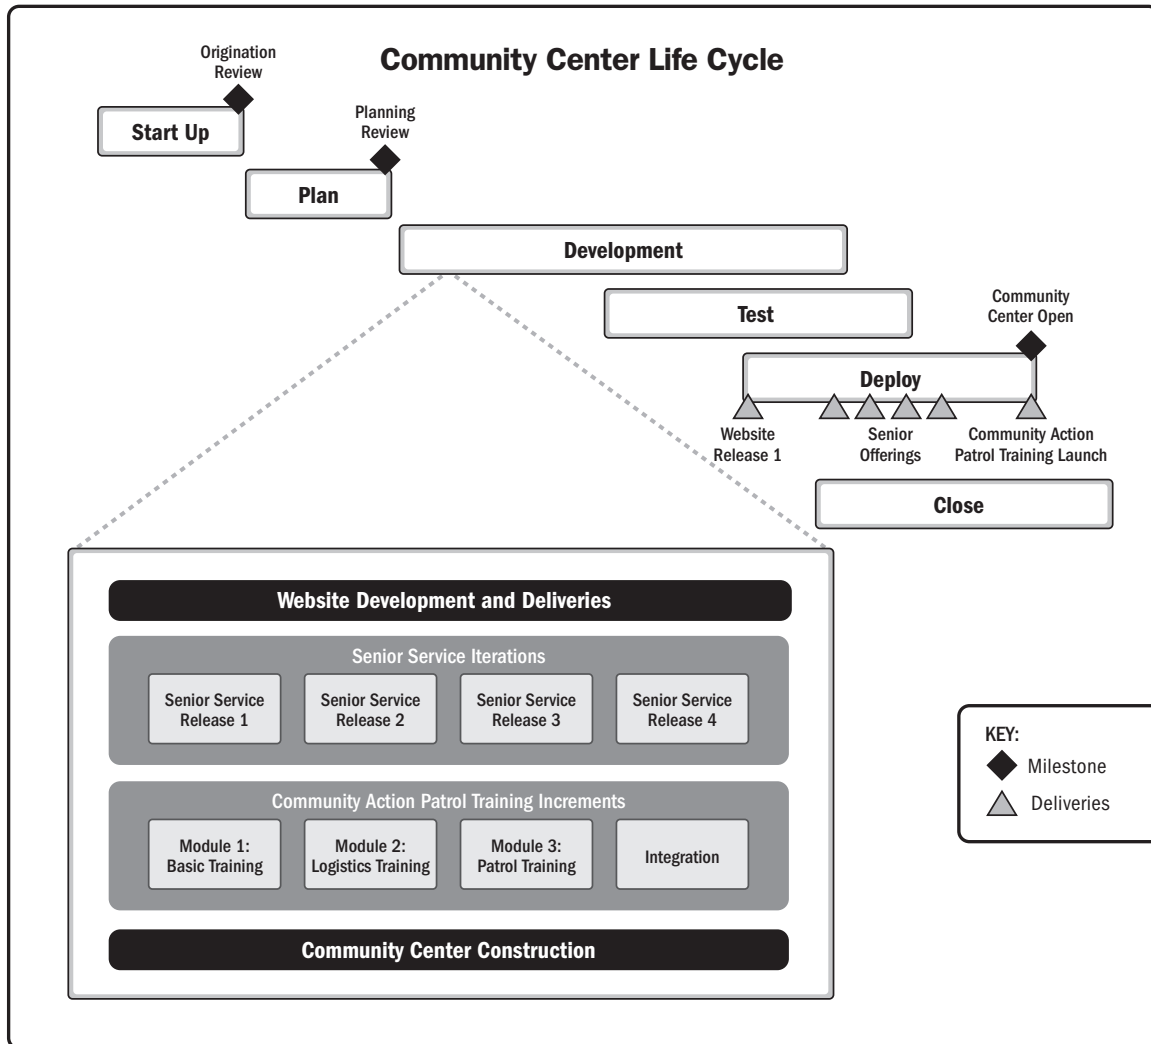 Community Center Life Cycle
Origination
Review
Start Up
Planning
Review
Plan
Development
Test
Community
Center Open
Deploy
Website
Release 1
Senior
Offerings
Community Action
Patrol Training Launch
Close
Website Development and Deliveries
Senior Service Iterations
Senior Service
Release 1
Senior Service
Release 2
Senior Service
Release 3
Senior Service
Release 4
Community Action Patrol Training Increments
Module 1:
Basic Training
Module 2:
Logistics Training
Module 3:
Patrol Training
Integration
Community Center Construction
KEY:
Milestone
Deliveries